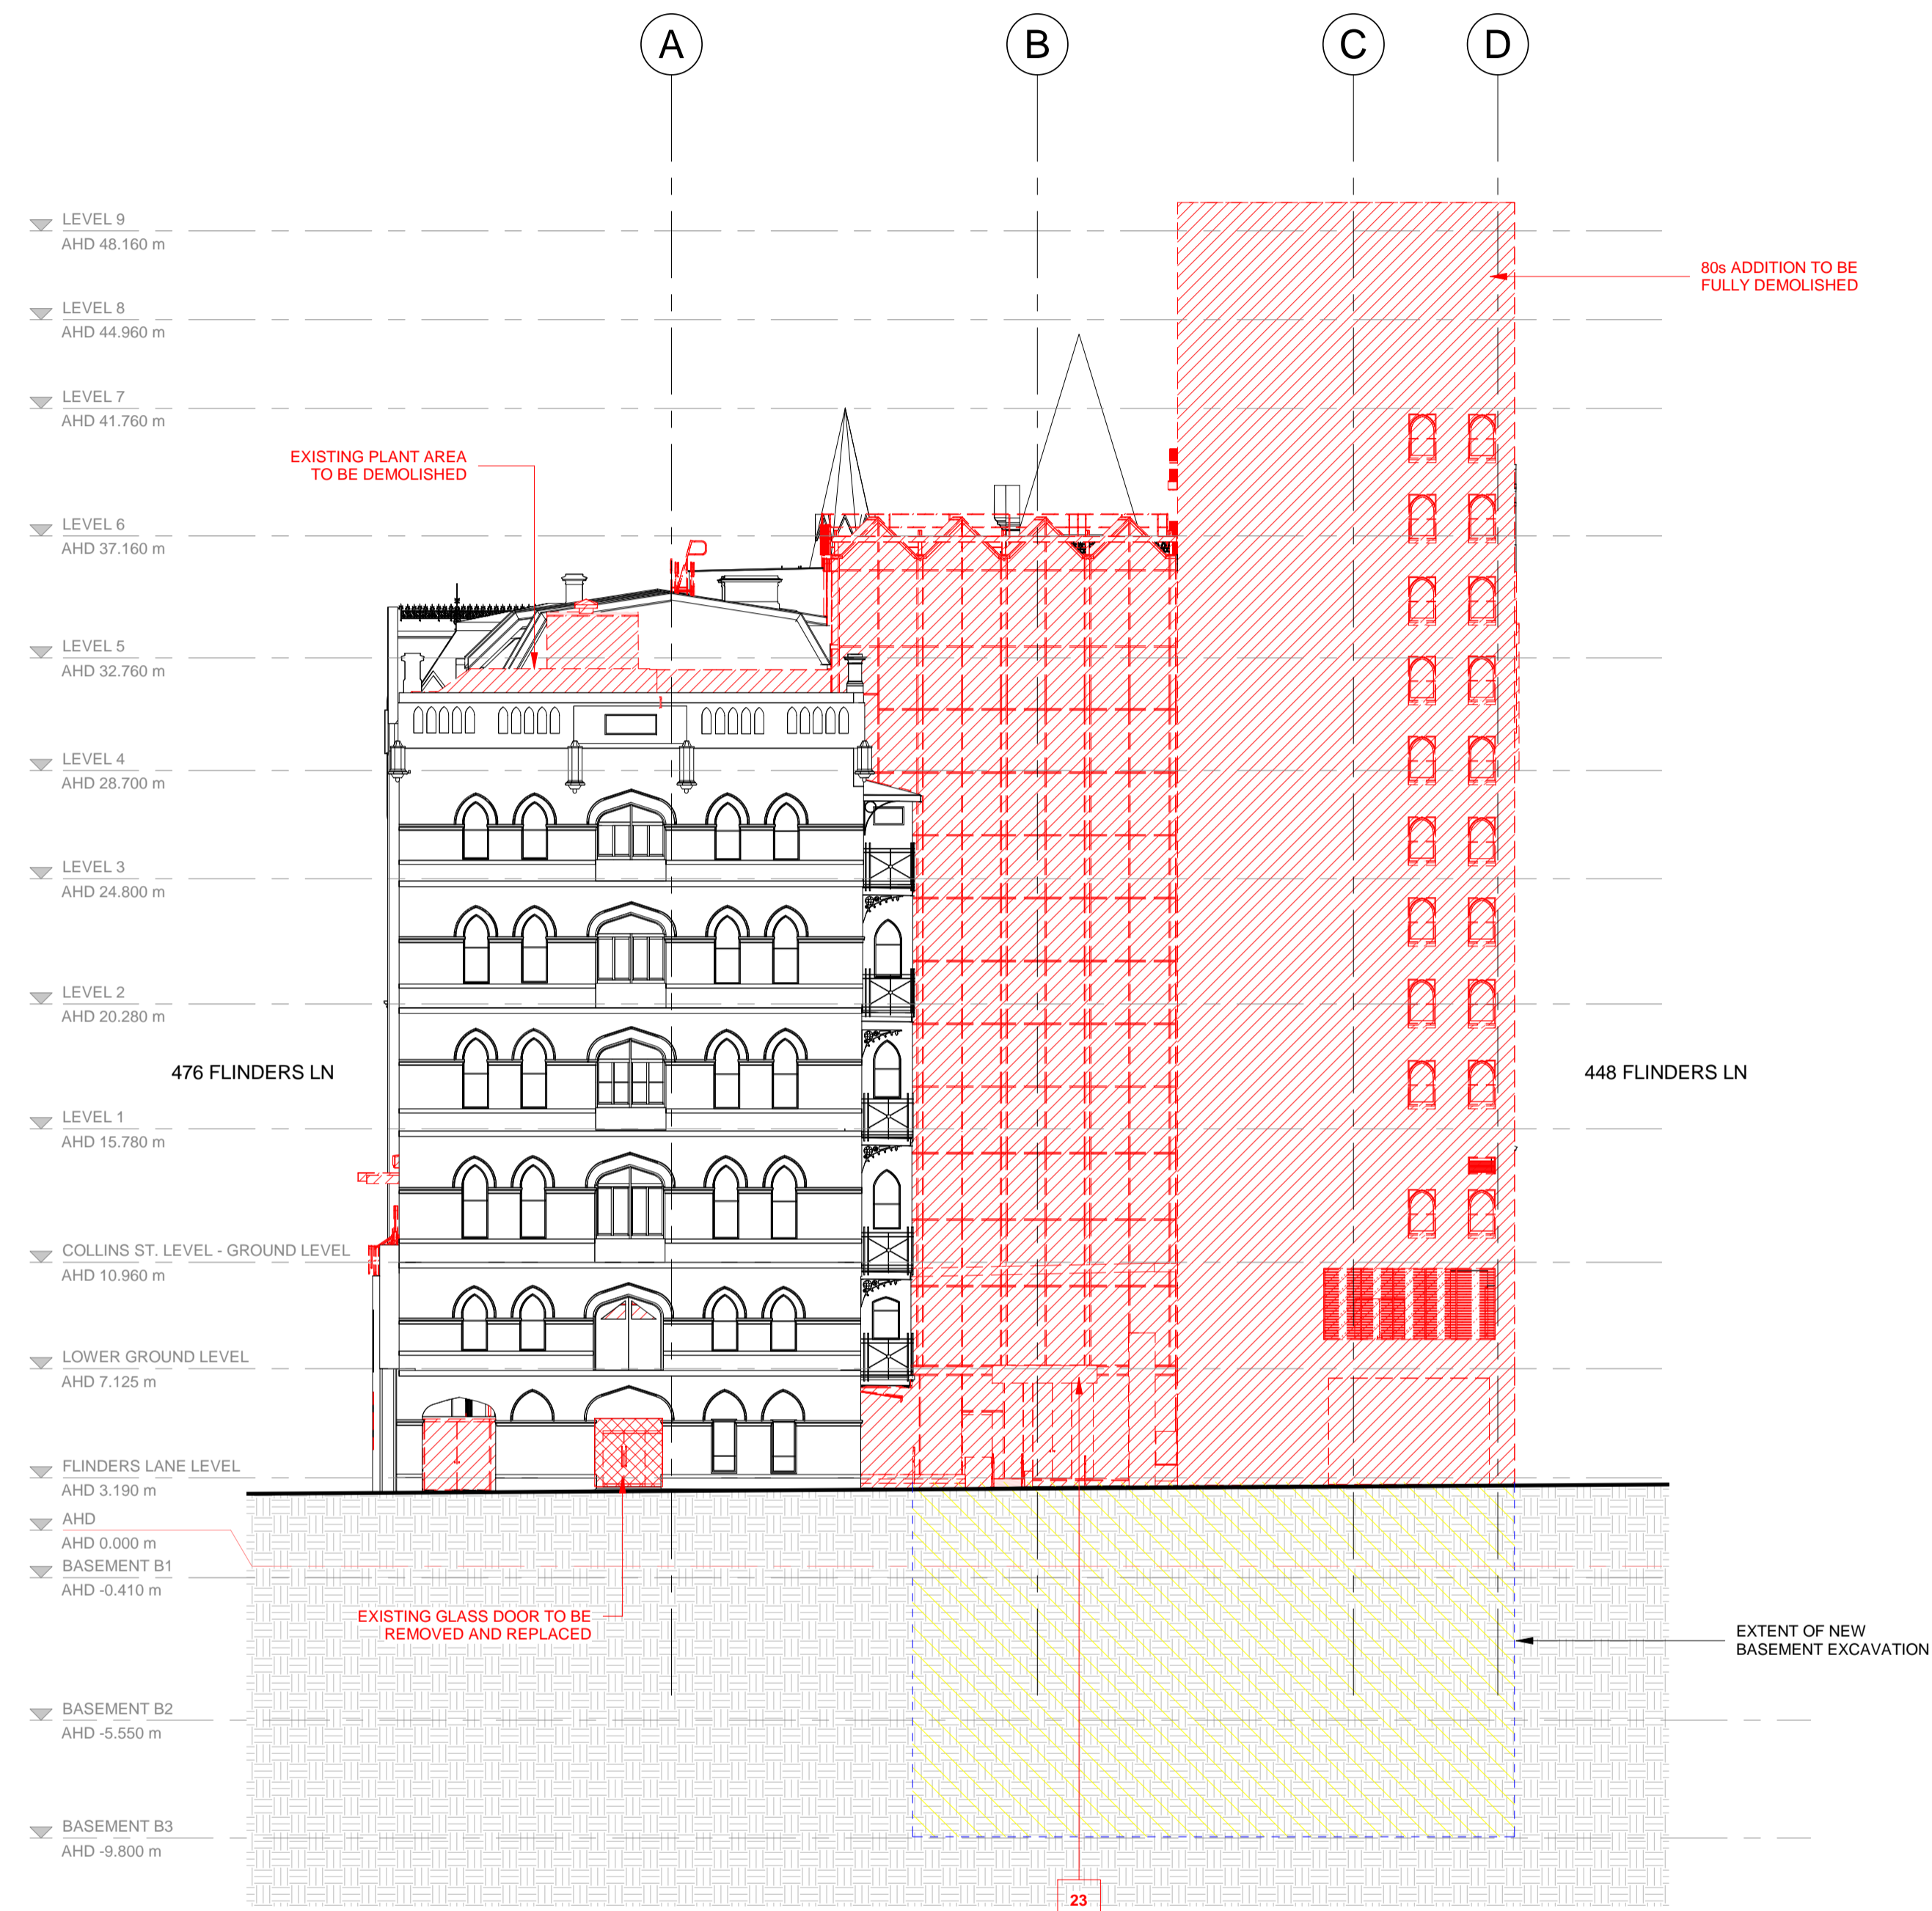 A
B
C
D
LEVEL 9
AHD 48.160 m
80s ADDITION TO BE
FULLY DEMOLISHED
LEVEL 8
AHD 44.960 m
LEVEL 7
AHD 41.760 m
EXISTING PLANT AREA
TO BE DEMOLISHED
LEVEL 6
AHD 37.160 m
LEVEL 5
AHD 32.760 m
LEVEL 4
AHD 28.700 m
LEVEL 3
AHD 24.800 m
LEVEL 2
AHD 20.280 m
476 FLINDERS LN
448 FLINDERS LN
LEVEL 1
AHD 15.780 m
COLLINS ST. LEVEL - GROUND LEVEL
AHD 10.960 m
LOWER GROUND LEVEL
AHD 7.125 m
FLINDERS LANE LEVEL
AHD 3.190 m
AHD
AHD 0.000 m
BASEMENT B1
AHD -0.410 m
EXISTING GLASS DOOR TO BE
REMOVED AND REPLACED
EXTENT OF NEW
BASEMENT EXCAVATION
BASEMENT B2
AHD -5.550 m
BASEMENT B3
AHD -9.800 m
23